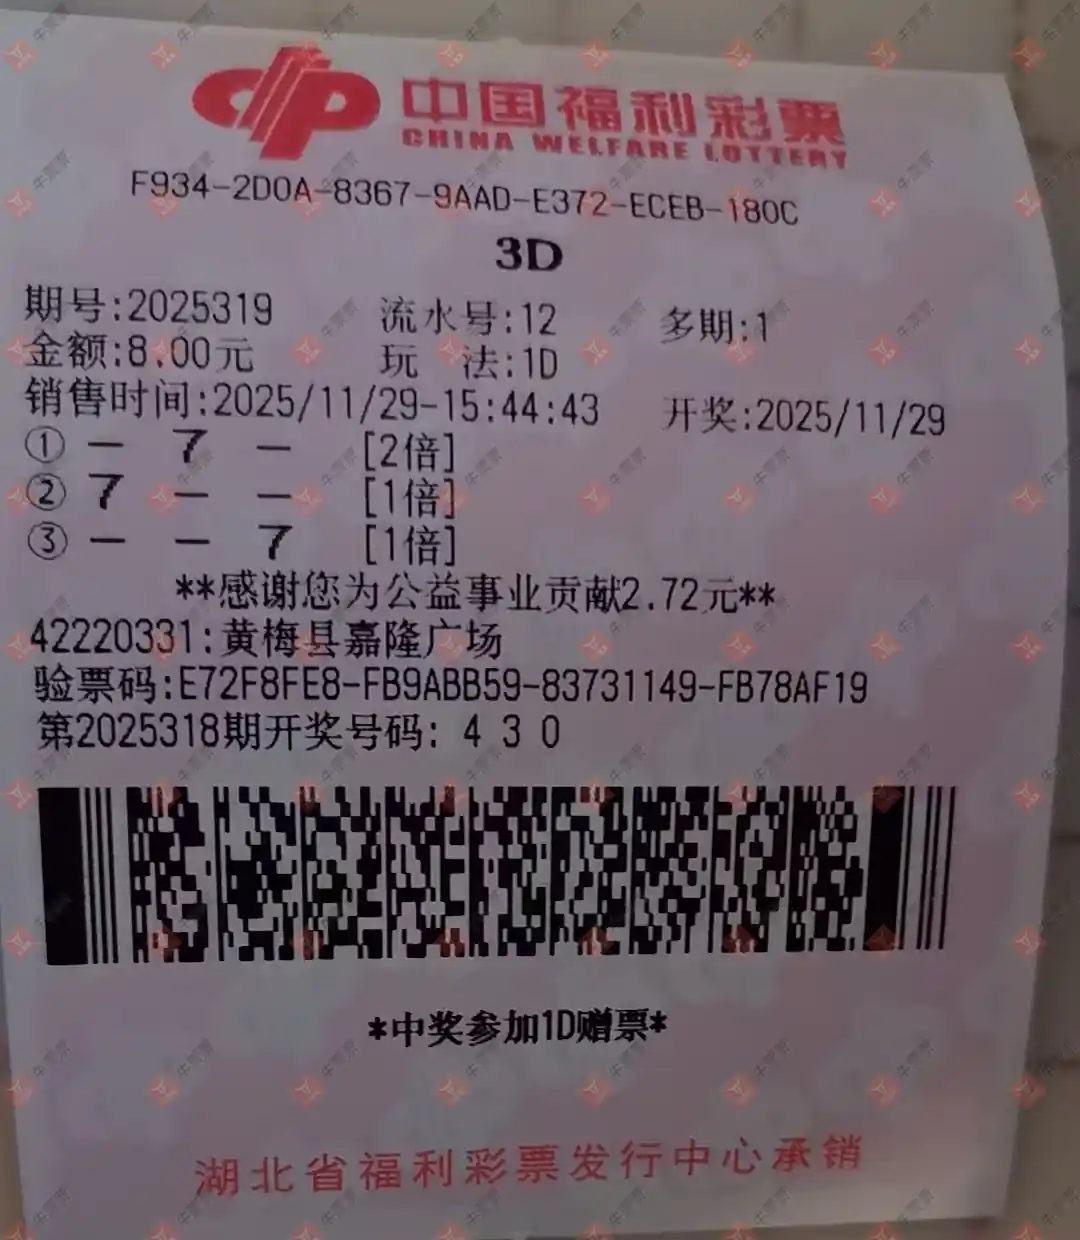 中国福利彩票
CHINA WELFARE LOTTERY
F934-2D0A-8367-9AAD-E372-ECEB-180C
3D
期号:2025319 流水号:12 多期:1
金额:8.00元 玩 法:1D
销售时间:2025/11/29-15:44:43 开奖:2025/11/29
① — 7 — [2倍]
② 7 — — [1倍]
③ — — 7 [1倍]
**感谢您为公益事业贡献2.72元**
42220331:黄梅县嘉隆广场
验票码:E72F8FE8-FB9ABB59-83731149-FB78AF19
第2025318期开奖号码: 4 3 0
*中奖参加1D赠票*
湖北省福利彩票发行中心承销